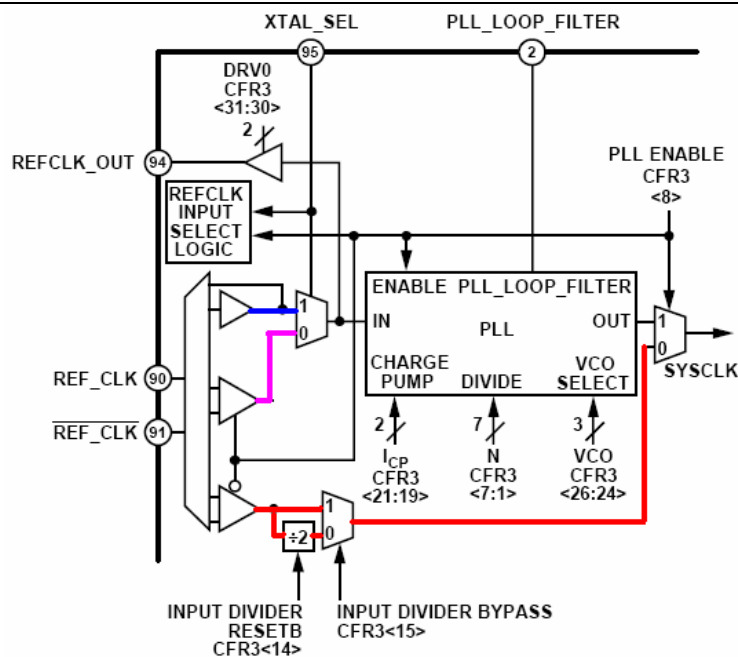 XTAL_SEL
PLL_LOOP_FILTER
95
2
DRV0
CFR3
<31:30>
2
REFCLK_OUT
94
PLL ENABLE
CFR3
<8>
REFCLK
INPUT
SELECT
LOGIC
ENABLE PLL_LOOP_FILTER
1
0
IN
PLL
OUT
1
0
SYSCLK
CHARGE
PUMP
DIVIDE
VCO
SELECT
REF_CLK
90
REF_CLK
91
2
7
3
ICP
CFR3
<21:19>
N
CFR3
<7:1>
VCO
CFR3
<26:24>
1
0
÷2
INPUT DIVIDER
RESETB
CFR3<14>
INPUT DIVIDER BYPASS
CFR3<15>